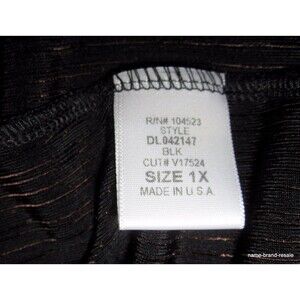 R/N# 104523
STYLE
DL042147
BLK
CUT# V17524
SIZE 1X
MADE IN U.S.A.
name-brand-resale